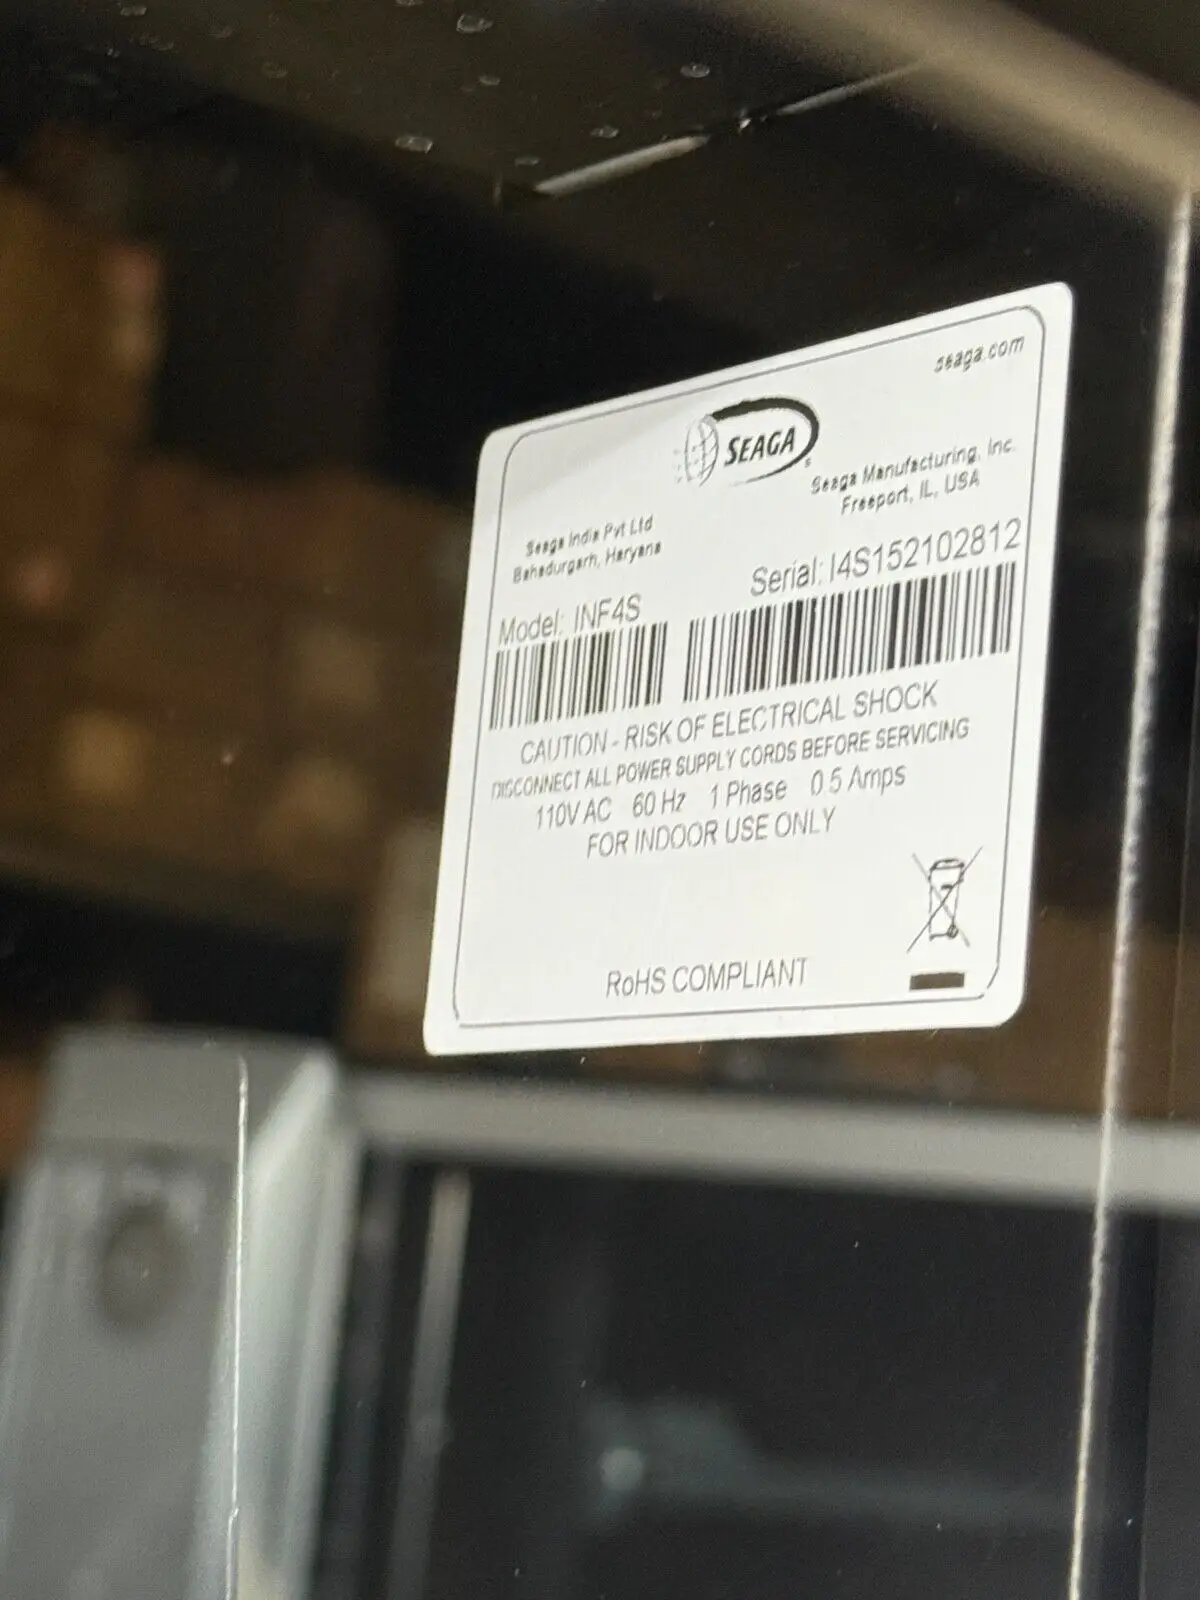 seaga.com
SEAGA
Seaga Manufacturing, Inc.
Freeport, IL, USA
Seaga India Pvt Ltd
Bahadurgarh, Haryana
Model: INF4S
Serial: I4S152102812
CAUTION - RISK OF ELECTRICAL SHOCK
DISCONNECT ALL POWER SUPPLY CORDS BEFORE SERVICING
110V AC 60 Hz 1 Phase 0.5 Amps
FOR INDOOR USE ONLY
RoHS COMPLIANT